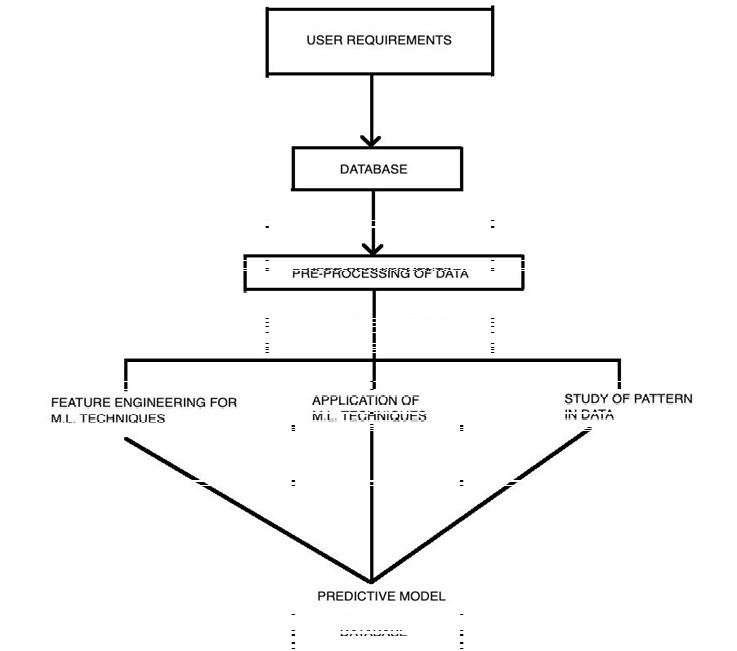 USER REQUIREMENTS
DATABASE
PRE-PROCESSING OF DATA
FEATURE ENGINEERING FOR
M.L. TECHNIQUES
APPLICATION OF
M.L. TECHNIQUES
STUDY OF PATTERN
IN DATA
PREDICTIVE MODEL